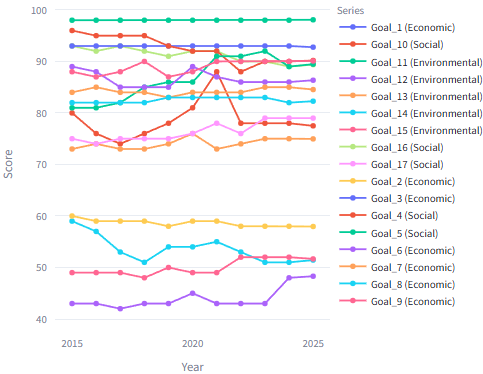 Series
Goal_1 (Economic)
Goal_10 (Social)
Goal_11 (Environmental)
Goal_12 (Environmental)
Goal_13 (Environmental)
Goal_14 (Environmental)
Goal_15 (Environmental)
Goal_16 (Social)
Goal_17 (Social)
Goal_2 (Economic)
Goal_3 (Economic)
Goal_4 (Social)
Goal_5 (Social)
Goal_6 (Economic)
Goal_7 (Economic)
Goal_8 (Economic)
Goal_9 (Economic)
Score
100
90
80
70
60
50
40
2015
2020
2025
Year